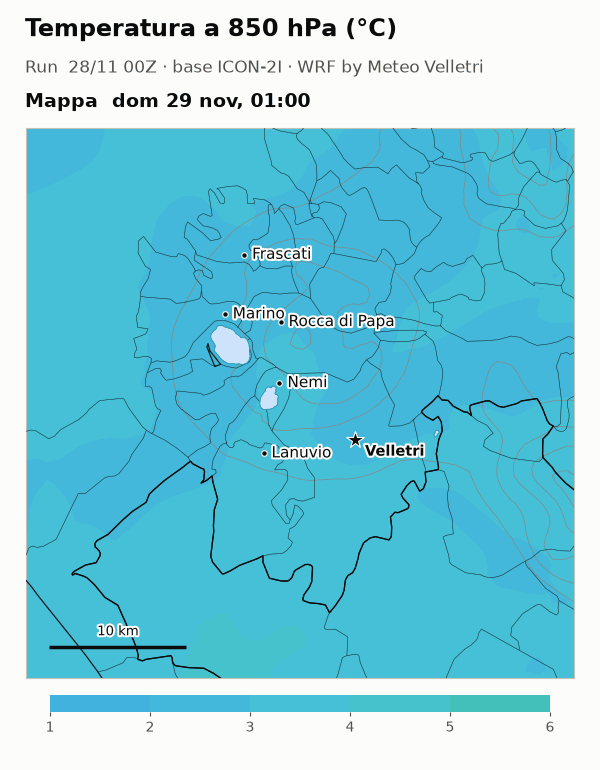 Temperatura a 850 hPa (°C)
Run  28/11 00Z · base ICON-2I · WRF by Meteo Velletri
Mappa  dom 29 nov, 01:00
Frascati
Marino
Rocca di Papa
Nemi
Velletri
Lanuvio
10 km
1 2 3 4 5 6